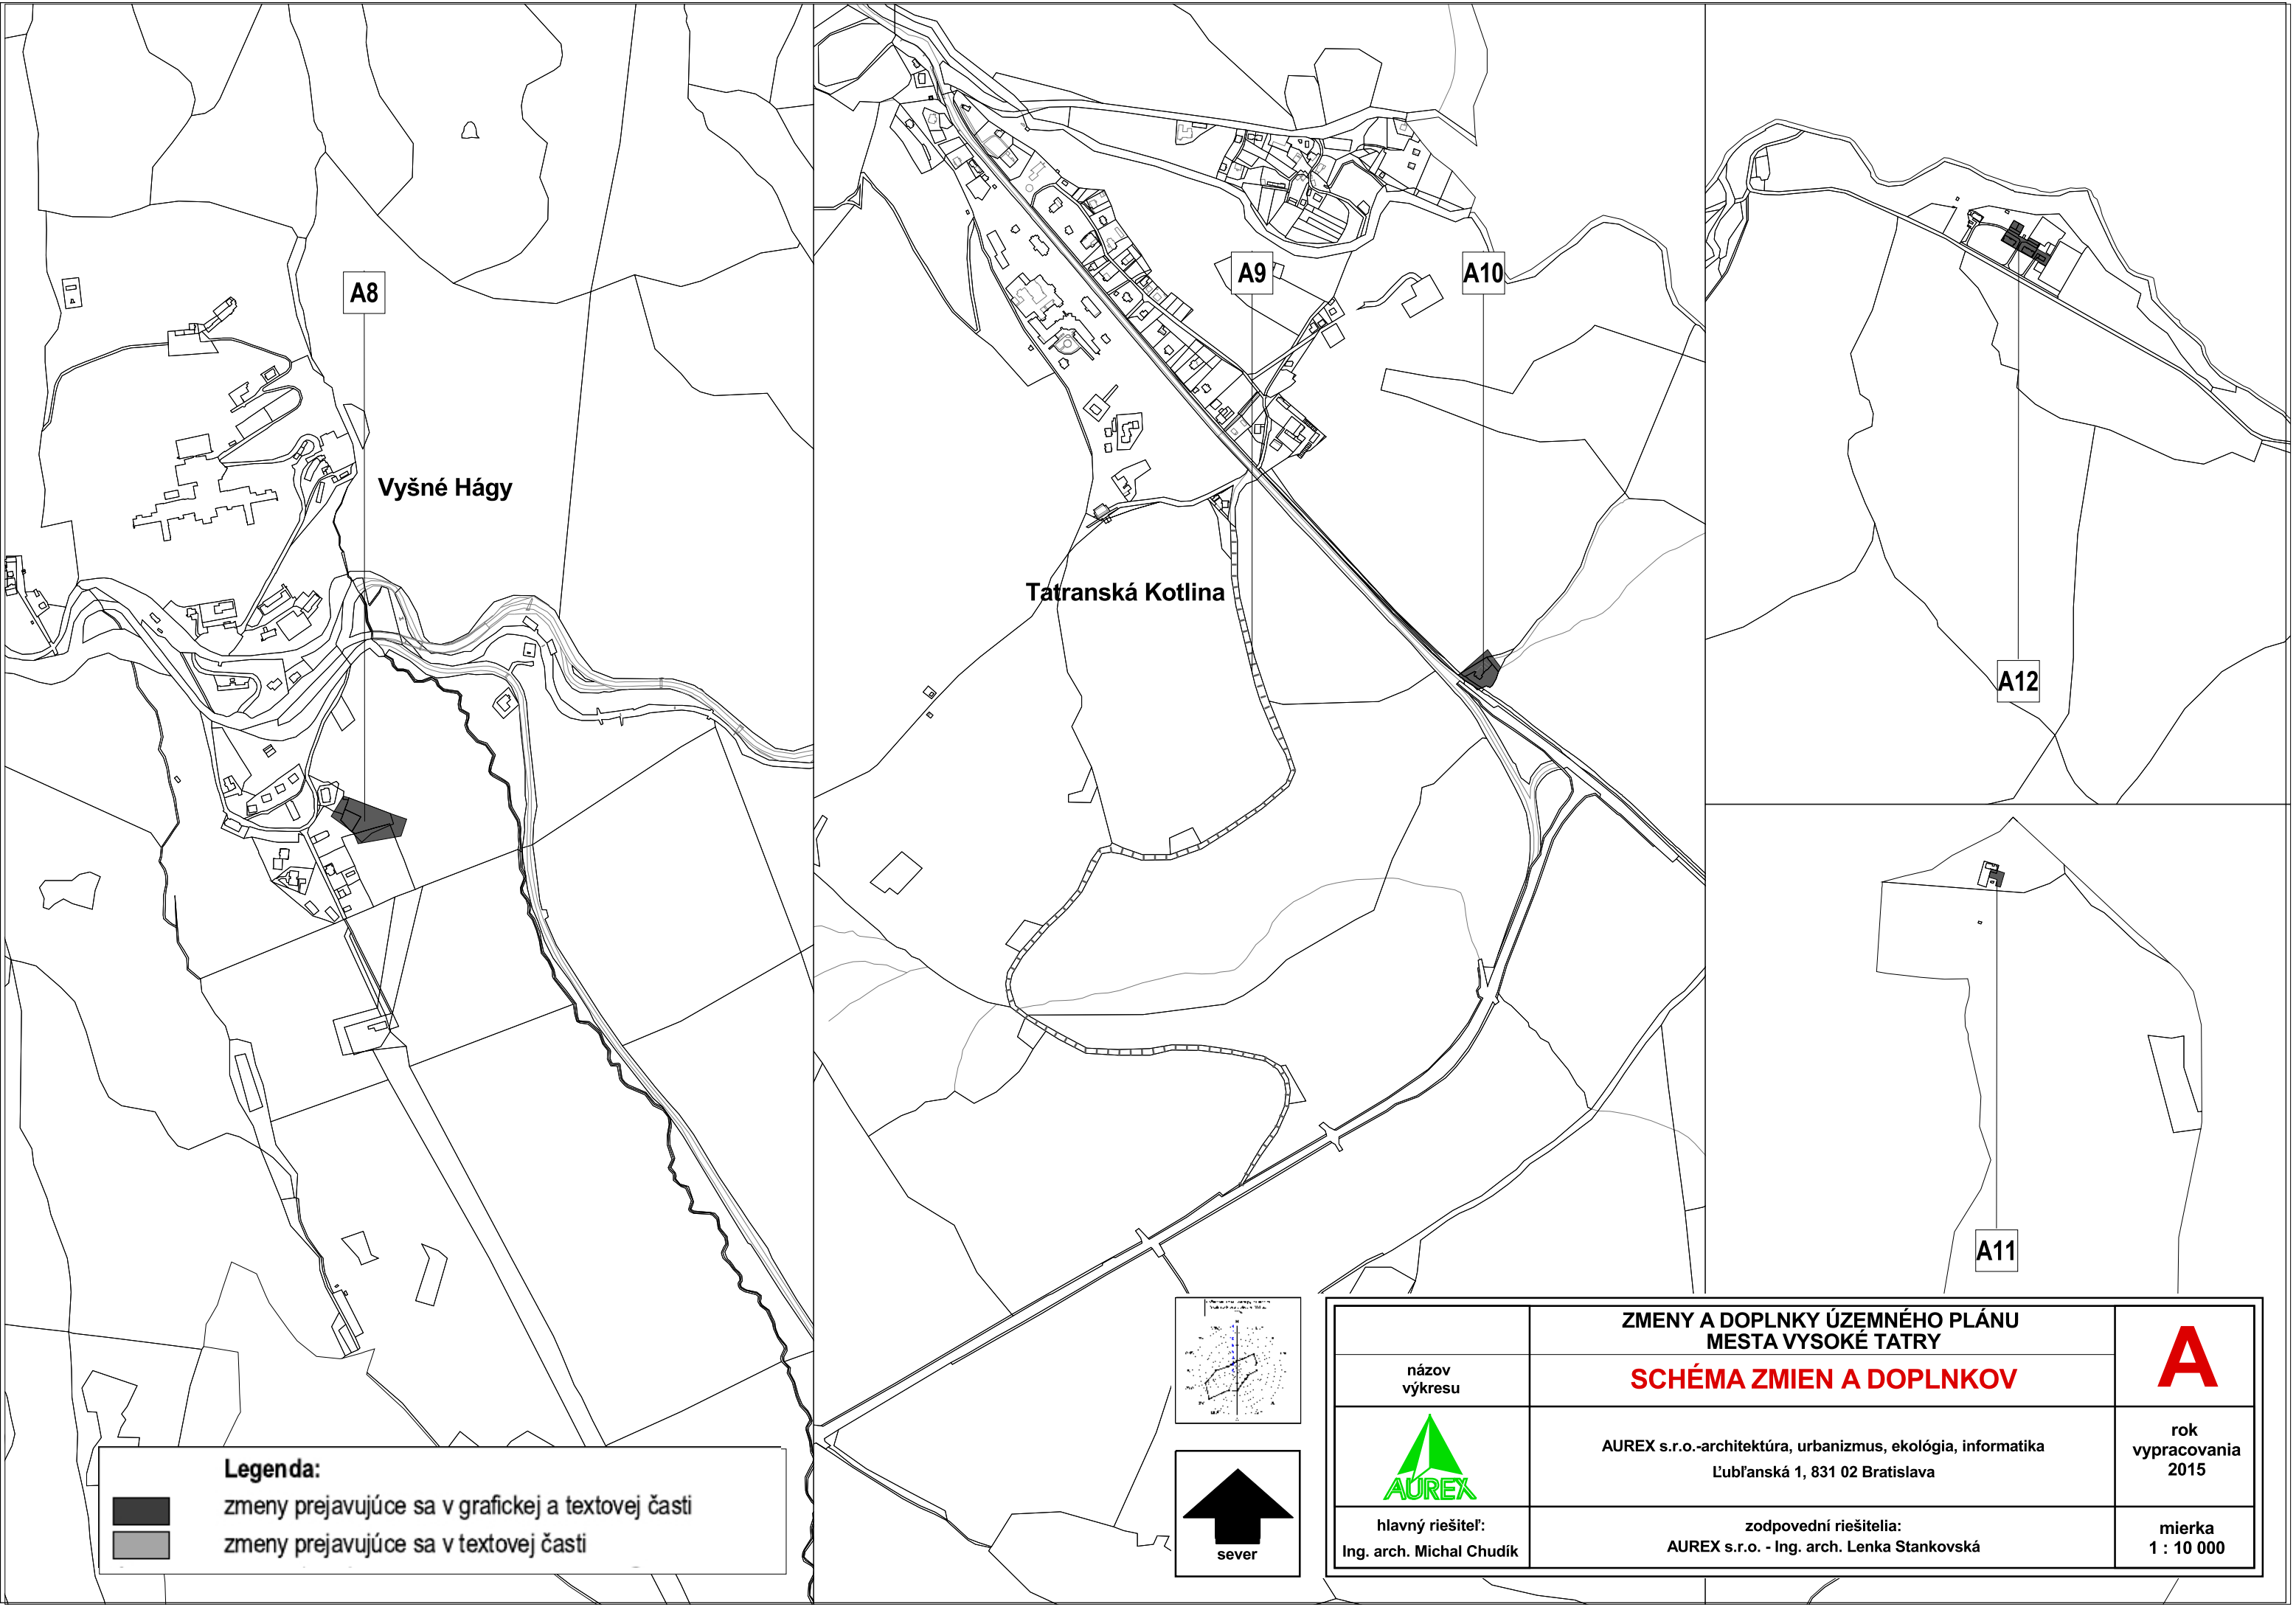 A8
A9
A10
A12
A11
Vyšné Hágy
Tatranská Kotlina
Legenda:
zmeny prejavujúce sa v grafickej a textovej časti
zmeny prejavujúce sa v textovej časti
sever
ZMENY A DOPLNKY ÚZEMNÉHO PLÁNU
MESTA VYSOKÉ TATRY
názov
výkresu
SCHÉMA ZMIEN A DOPLNKOV
A
AUREX
AUREX s.r.o.-architektúra, urbanizmus, ekológia, informatika
Ľubľanská 1, 831 02 Bratislava
rok
vypracovania
2015
hlavný riešiteľ:
Ing. arch. Michal Chudík
zodpovední riešitelia:
AUREX s.r.o. - Ing. arch. Lenka Stankovská
mierka
1 : 10 000